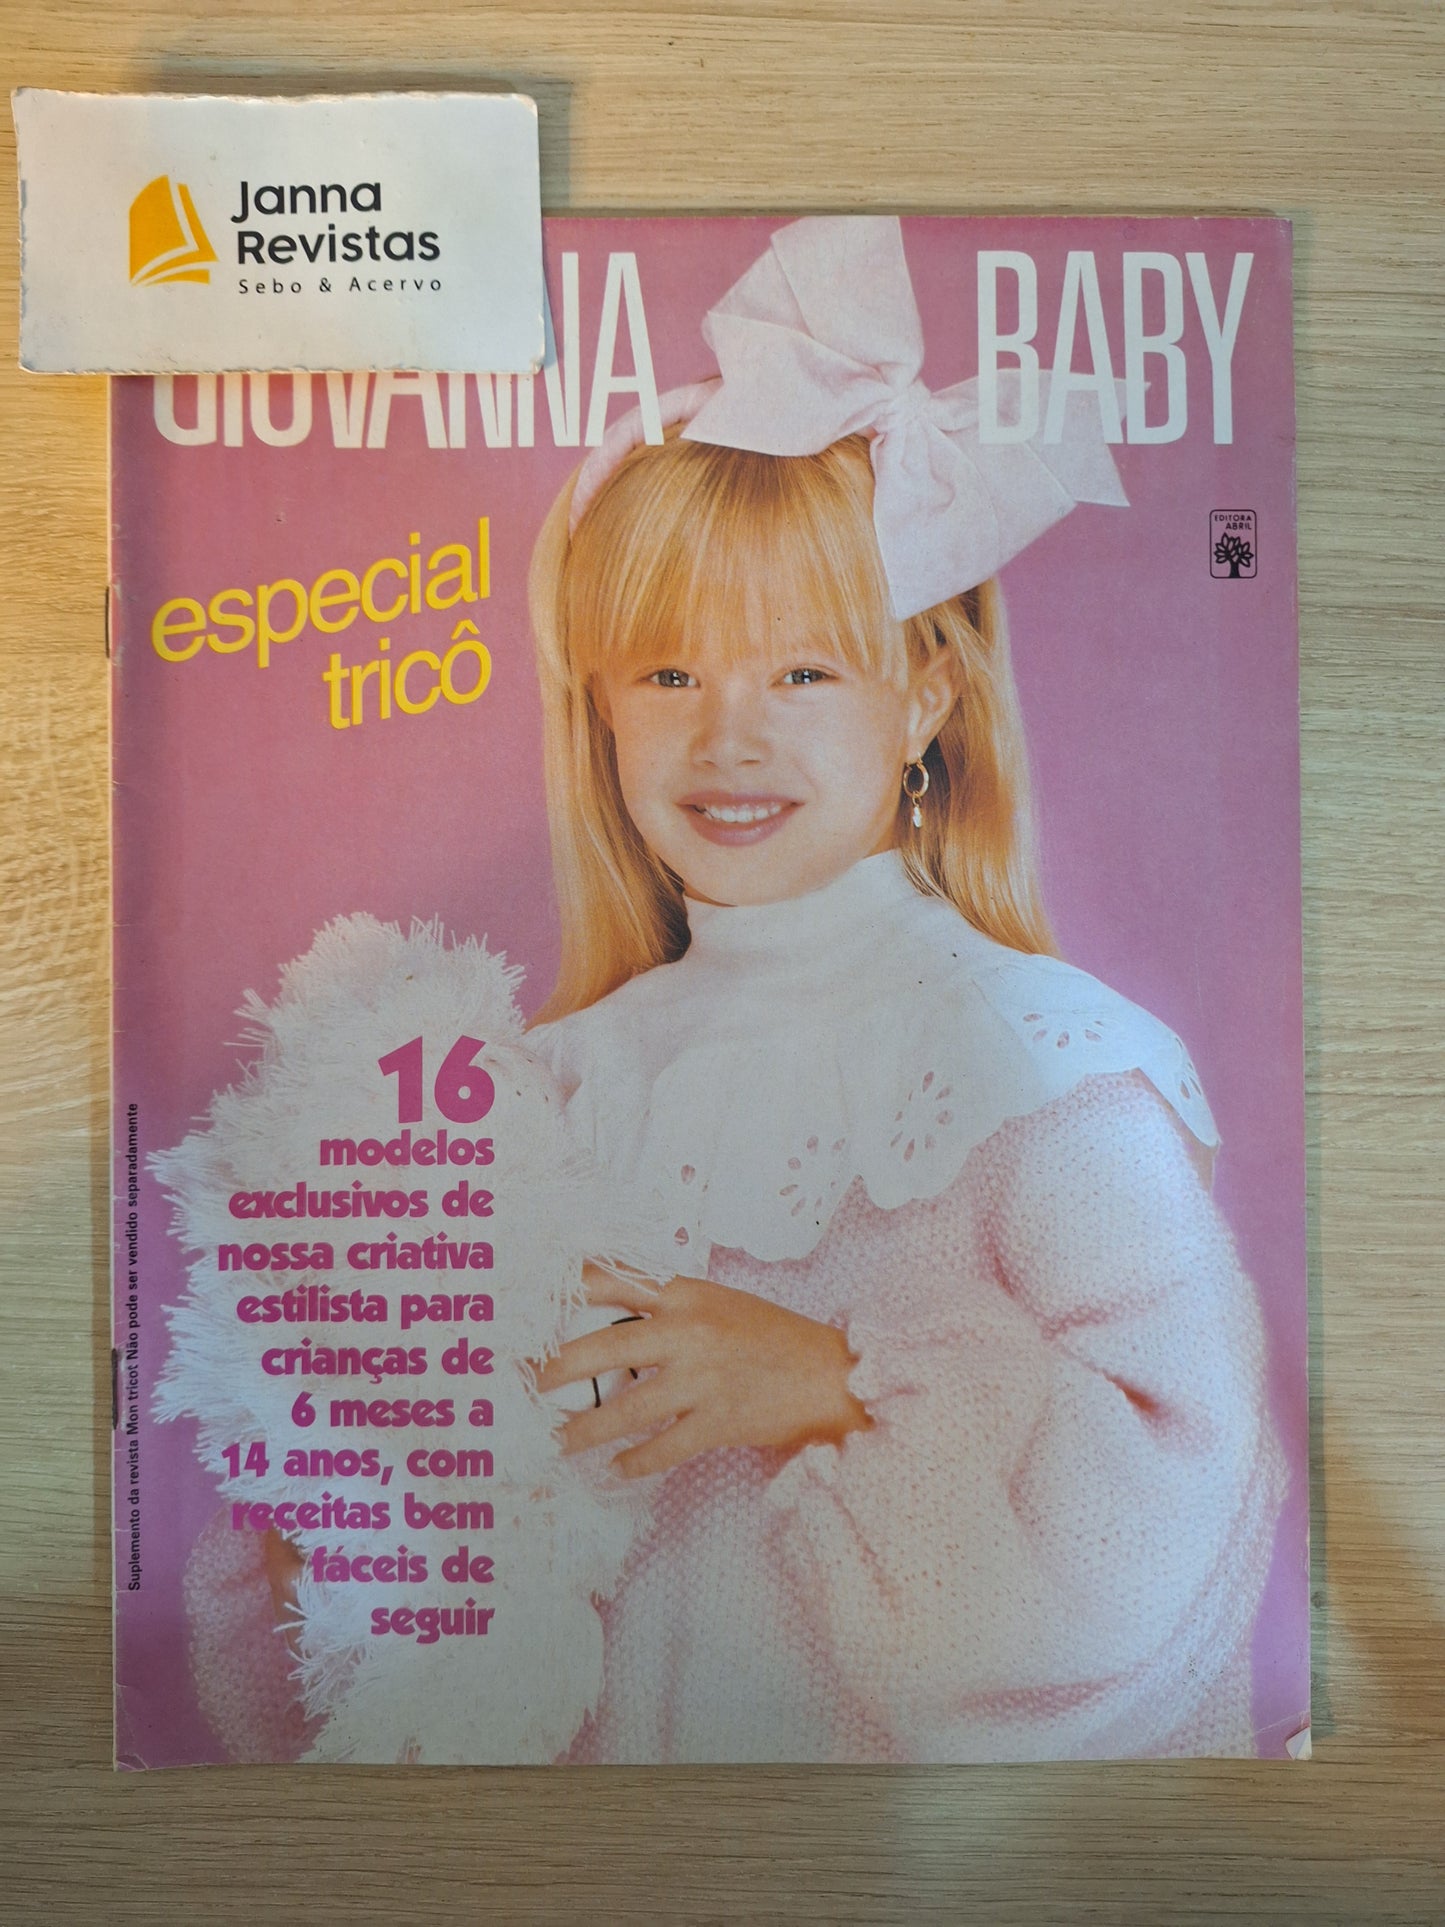 Janna
Revistas
Sebo & Acervo
GIOVANNA BABY
EDITORA
ABRIL
especial
tricô
16
modelos
exclusivos de
nossa criativa
estilista para
crianças de
6 meses a
14 anos, com
receitas bem
fáceis de
seguir
Suplemento da revista Mon tricot Não pode ser vendido separadamente